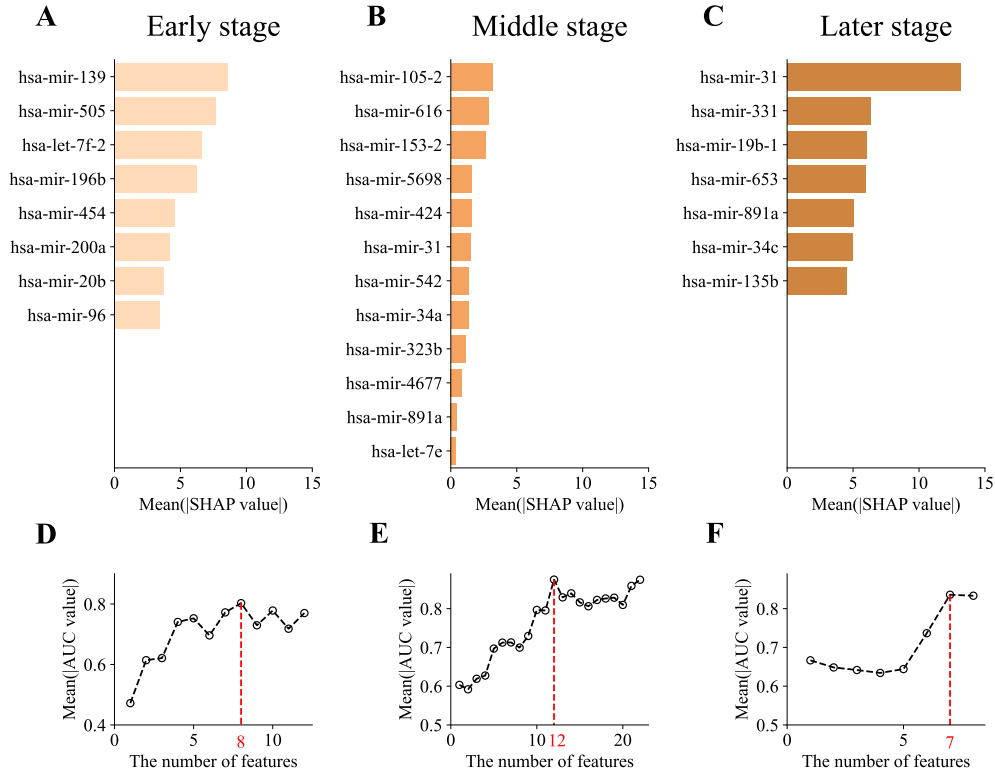 A
Early stage
hsa-mir-139
hsa-mir-505
hsa-let-7f-2
hsa-mir-196b
hsa-mir-454
hsa-mir-200a
hsa-mir-20b
hsa-mir-96
0 5 10 15
Mean(|SHAP value|)
B
Middle stage
hsa-mir-105-2
hsa-mir-616
hsa-mir-153-2
hsa-mir-5698
hsa-mir-424
hsa-mir-31
hsa-mir-542
hsa-mir-34a
hsa-mir-323b
hsa-mir-4677
hsa-mir-891a
hsa-let-7e
0 5 10 15
Mean(|SHAP value|)
C
Later stage
hsa-mir-31
hsa-mir-331
hsa-mir-19b-1
hsa-mir-653
hsa-mir-891a
hsa-mir-34c
hsa-mir-135b
0 5 10 15
Mean(|SHAP value|)
D
Mean(|AUC value|)
0.8
0.6
0.4
0 8 10
The number of features
E
Mean(|AUC value|)
0.8
0.7
0.6
0.5
0 10 12 20
The number of features
F
Mean(|AUC value|)
0.8
0.7
0.6
0.5
0 5 7
The number of features